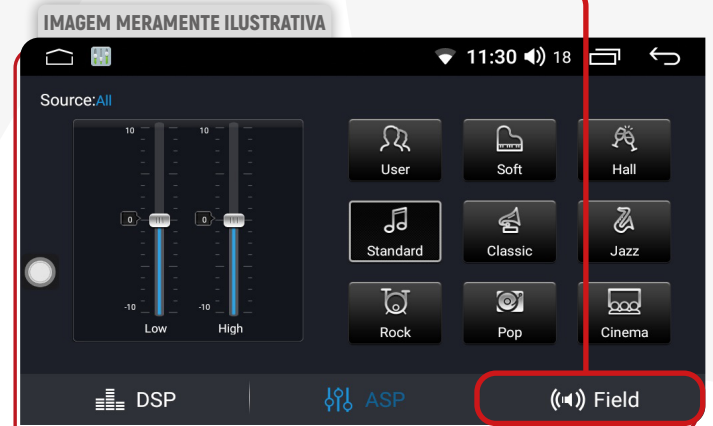 IMAGEM MERAMENTE ILUSTRATIVA
11:30 18
Source:All
10 10
0 0
-10 -10
Low High
User Soft Hall
Standard Classic Jazz
Rock Pop Cinema
DSP ASP Field